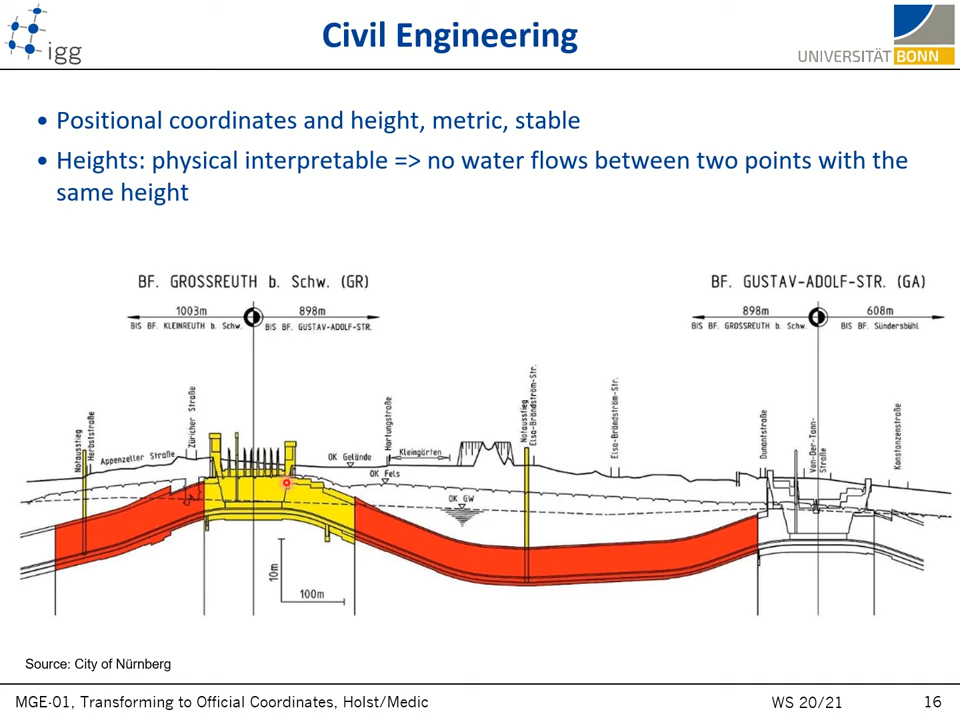 igg
Civil Engineering
UNIVERSITÄT BONN
• Positional coordinates and height, metric, stable
• Heights: physical interpretable => no water flows between two points with the
same height
BF. GROSSREUTH b. Schw. (GR)
BF. GUSTAV-ADOLF-STR. (GA)
1003m
898m
898m
608m
BIS BF. KLEINREUTH b. Schw.
BIS BF. GUSTAV-ADOLF-STR.
BIS BF. GROSSREUTH b. Schw.
BIS BF. Sündersbühl
Notausstieg
Herbststraße
Appenzeller Straße
Züricher Straße
OK Gelände
OK Fels
Hartungstraße
Kleingärten
OK GW
Notausstieg
Elsa-Brändström-Str.
Elsa-Brändström-Str.
Dunantstraße
Von-Der-Tann-
Straße
Konstanzenstraße
10m
100m
Source: City of Nürnberg
MGE-01, Transforming to Official Coordinates, Holst/Medic
WS 20/21
16